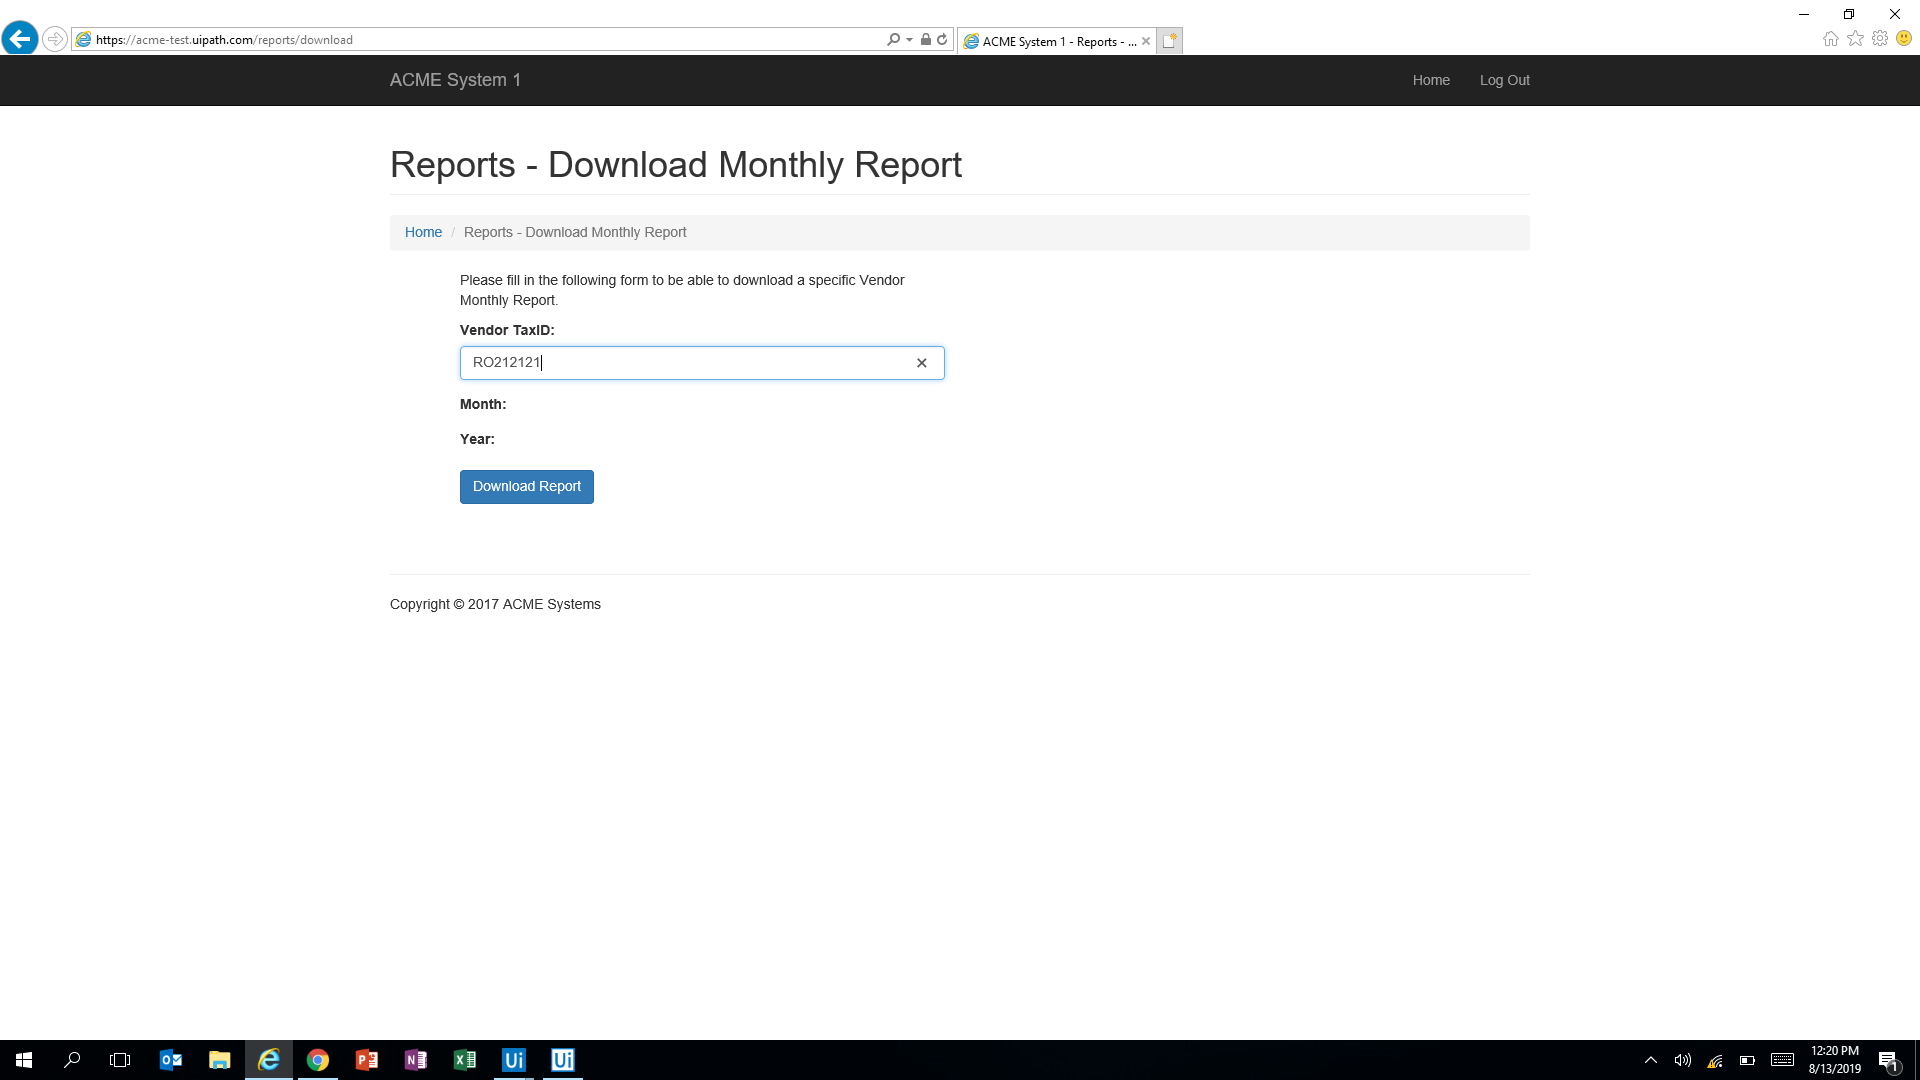 https://acme-test.uipath.com/reports/download
ACME System 1 - Reports - ...
ACME System 1
Home
Log Out
Reports - Download Monthly Report
Home / Reports - Download Monthly Report
Please fill in the following form to be able to download a specific Vendor
Monthly Report.
Vendor TaxID:
RO212121
Month:
Year:
Download Report
Copyright © 2017 ACME Systems
Ui
Ui
12:20 PM
8/13/2019
1